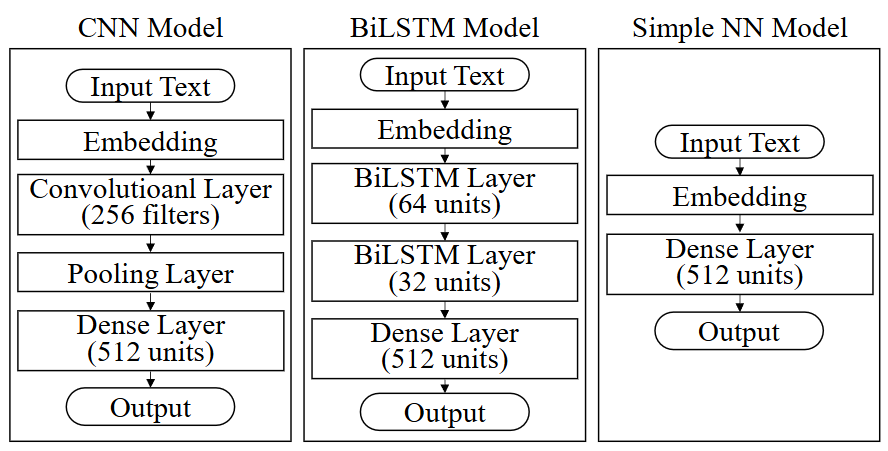 CNN Model
Input Text
Embedding
Convolutioanl Layer
(256 filters)
Pooling Layer
Dense Layer
(512 units)
Output
BiLSTM Model
Input Text
Embedding
BiLSTM Layer
(64 units)
BiLSTM Layer
(32 units)
Dense Layer
(512 units)
Output
Simple NN Model
Input Text
Embedding
Dense Layer
(512 units)
Output